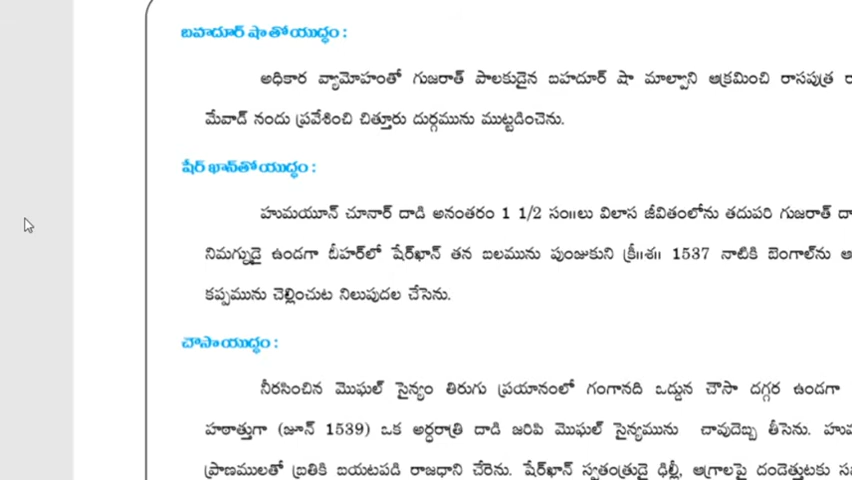 బహదూర్ షా తో యుద్ధం :
అధికార వ్యామోహంతో గుజరాత్ పాలకుడైన బహదూర్ షా మాల్వాని ఆక్రమించి రాసపుత్ర
మేవాడ్ నందు ప్రవేశించి చిత్తూరు దుర్గమును ముట్టడించెను.
షేర్ ఖాన్‌తో యుద్ధం :
హుమయూన్ చూనార్ దాడి అనంతరం 1 1/2 సం॥లు విలాస జీవితంలోను తదుపరి గుజరాత్ దా
నిమగ్నుడై ఉండగా బీహర్‌లో షేర్‌ఖాన్ తన బలమును పుంజుకుని క్రీ॥శ॥ 1537 నాటికి బెంగాల్‌ను ఆ
కప్పమును చెల్లించుట నిలుపుదల చేసెను.
చౌసా యుద్ధం :
నీరసించిన మొఘల్ సైన్యం తిరుగు ప్రయానంలో గంగానది ఒడ్డున చౌసా దగ్గర ఉండగా
హఠాత్తుగా (జూన్ 1539) ఒక అర్ధరాత్రి దాడి జరిపి మొఘల్ సైన్యమును చావుదెబ్బ తీసెను. హుమ
ప్రాణములతో బ్రతికి బయటపడి రాజధాని చేరెను. షేర్‌ఖాన్ స్వతంత్రుడై ఢిల్లీ, ఆగ్రాలపై దండెత్తుటకు